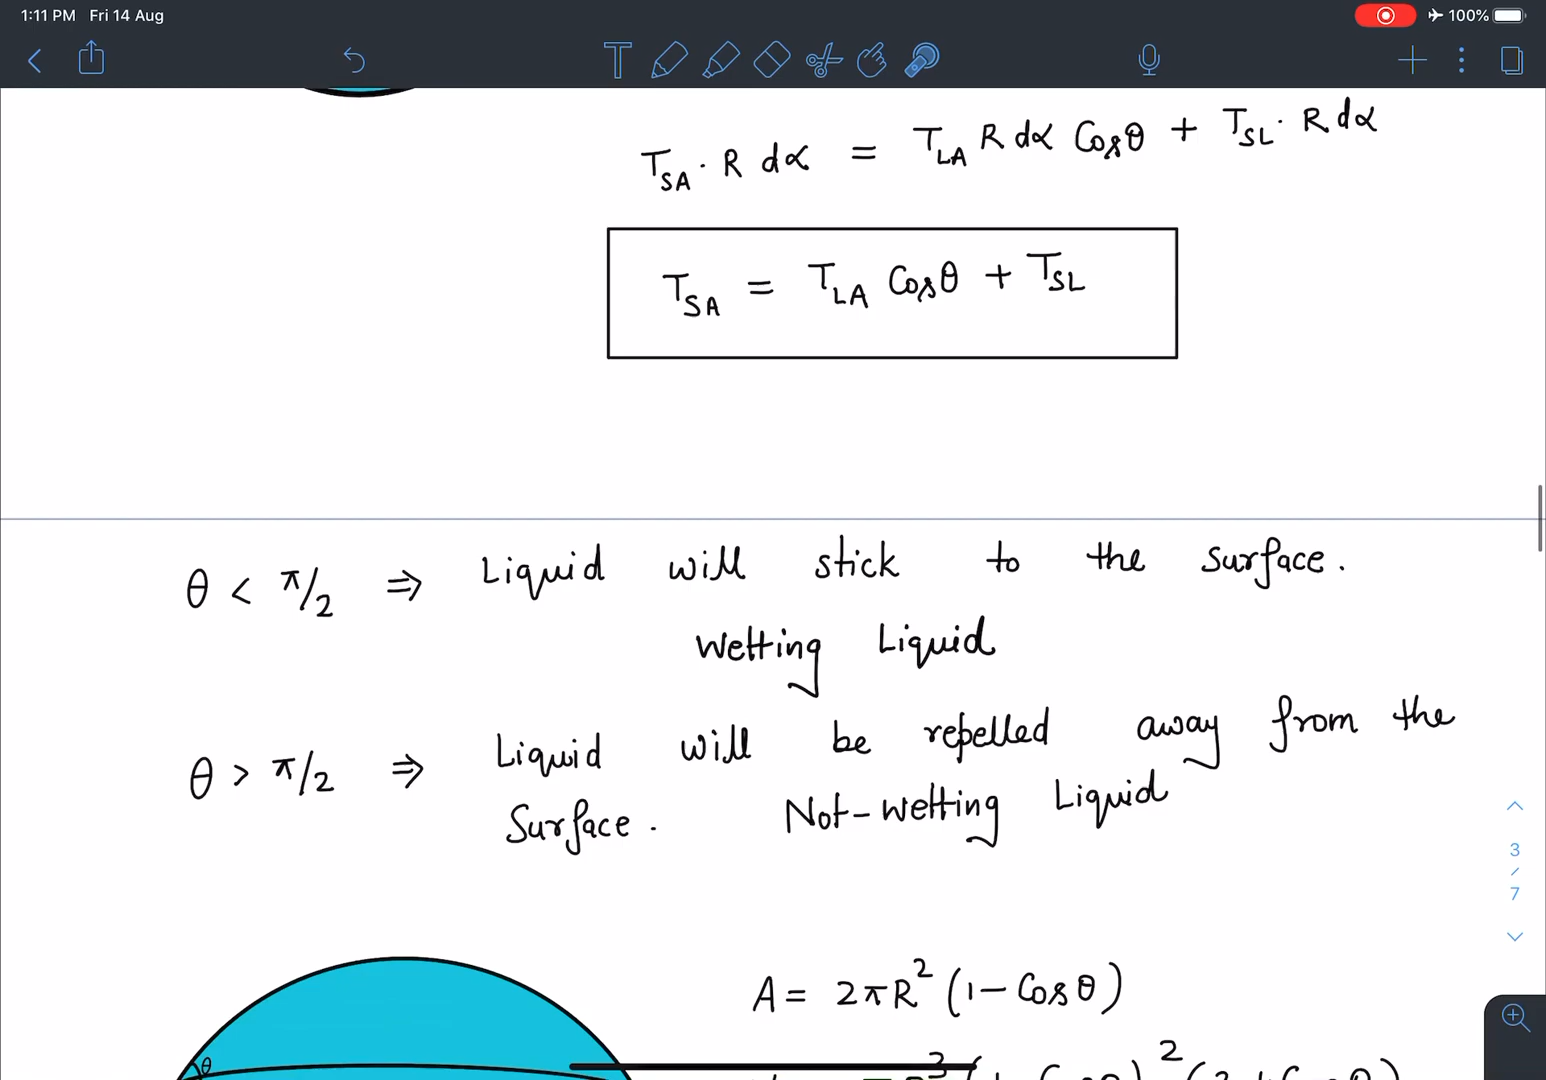 1:11 PM Fri 14 Aug 100%
T_SA · R dα = T_LA R dα Cosθ + T_SL · R dα
T_SA = T_LA Cosθ + T_SL
θ < π/2 ⇒ Liquid will stick to the surface.
Wetting Liquid
θ > π/2 ⇒ Liquid will be repelled away from the
Surface. Not-wetting Liquid
3
/
7
A = 2πR² (1 - Cosθ)
θ